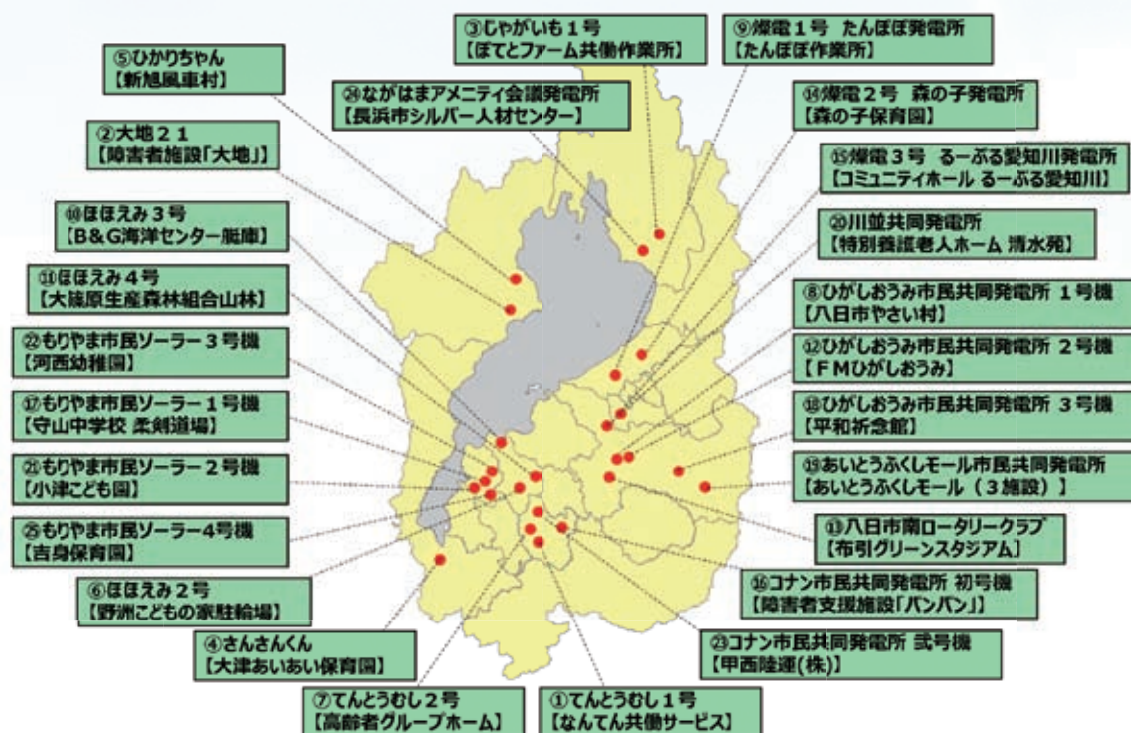 ③じゃがいも１号
【ぽてとファーム共働作業所】
⑨燦電１号 たんぽぽ発電所
【たんぽぽ作業所】
⑤ひかりちゃん
【新旭風車村】
㉔ながはまアメニティ会議発電所
【長浜市シルバー人材センター】
⑭燦電２号 森の子発電所
【森の子保育園】
②大地２１
【障害者施設「大地」】
⑮燦電３号 るーぶる愛知川発電所
【コミュニティホール るーぶる愛知川】
⑩ほほえみ３号
【B＆G海洋センター艇庫】
⑳川並共同発電所
【特別養護老人ホーム 清水苑】
⑪ほほえみ４号
【大篠原生産森林組合山林】
⑧ひがしおうみ市民共同発電所 １号機
【八日市やさい村】
㉒もりやま市民ソーラー３号機
【河西幼稚園】
⑫ひがしおうみ市民共同発電所 ２号機
【ＦＭひがしおうみ】
⑰もりやま市民ソーラー１号機
【守山中学校 柔剣道場】
⑱ひがしおうみ市民共同発電所 ３号機
【平和祈念館】
㉑もりやま市民ソーラー２号機
【小津こども園】
⑲あいとうふくしモール市民共同発電所
【あいとうふくしモール（３施設）】
㉕もりやま市民ソーラー4号機
【吉身保育園】
⑬八日市南ロータリークラブ
【布引グリーンスタジアム】
⑥ほほえみ２号
【野洲こどもの家駐輪場】
⑯コナン市民共同発電所 初号機
【障害者支援施設「バンバン」】
④さんさんくん
【大津あいあい保育園】
㉓コナン市民共同発電所 弐号機
【甲西陸運(株)】
⑦てんとうむし２号
【高齢者グループホーム】
①てんとうむし１号
【なんてん共働サービス】